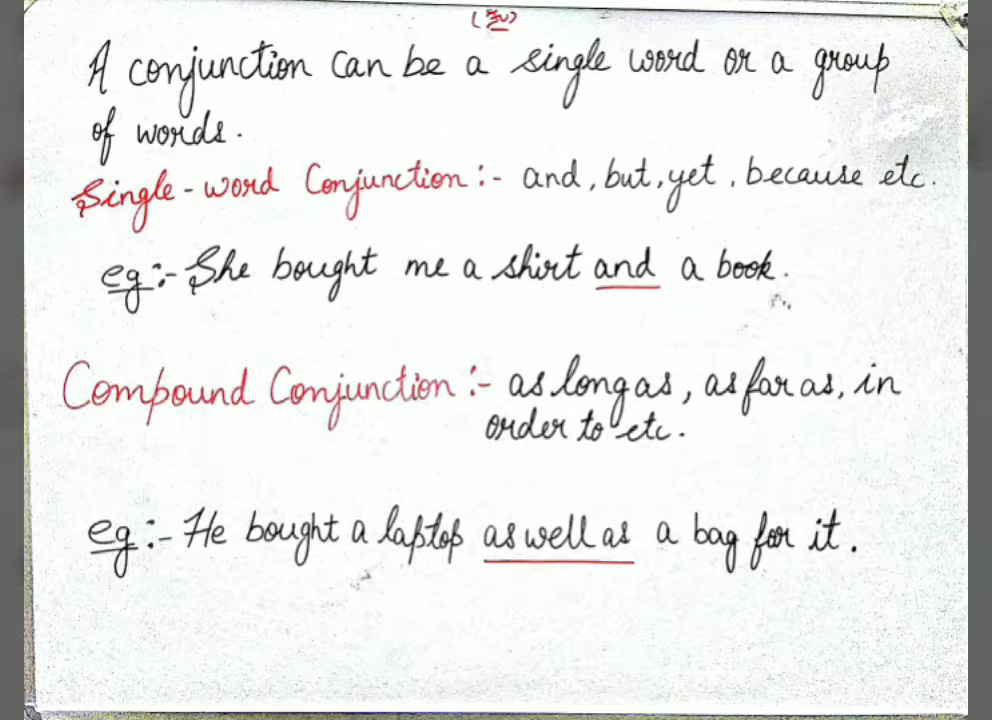 A conjunction can be a single word or a group
of words.
Single-word Conjunction :- and, but, yet, because etc.
eg:- She bought me a shirt and a book.
Compound Conjunction :- as long as, as far as, in
order to etc.
eg:- He bought a laptop as well as a bag for it.